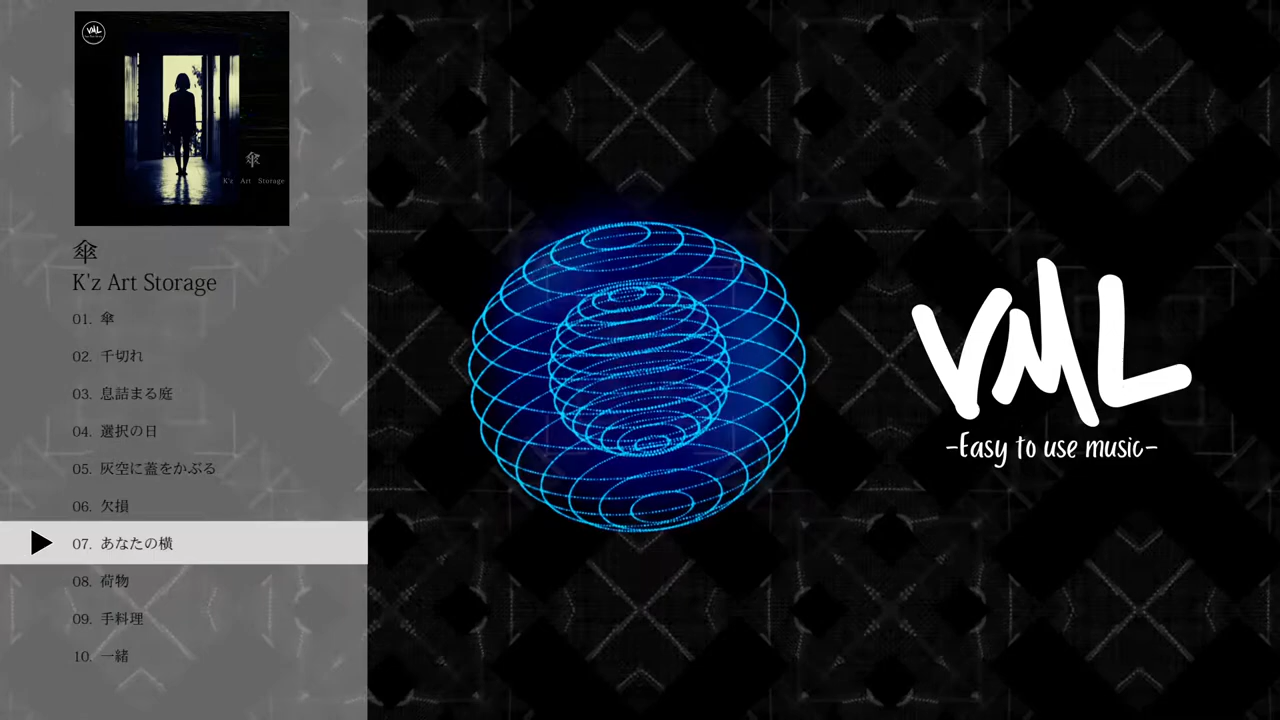 VML
傘
K'z Art Storage
傘
K'z Art Storage
01. 傘
02. 千切れ
03. 息詰まる庭
04. 選択の日
05. 灰空に蓋をかぶる
06. 欠損
07. あなたの横
08. 荷物
09. 手料理
10. 一緒
VML
-Easy to use music-